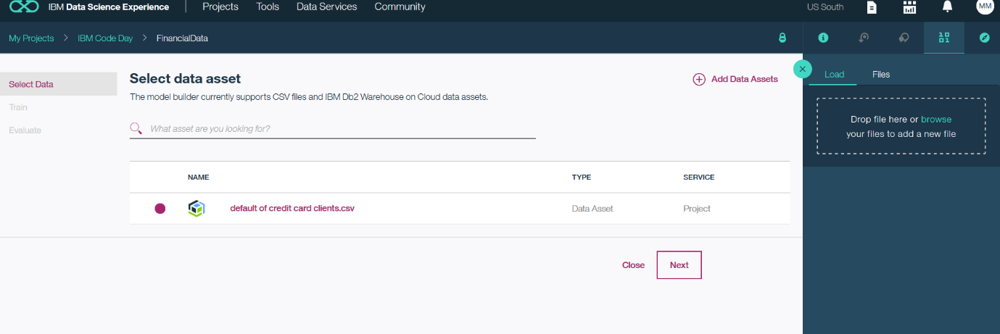 IBM Data Science Experience Projects Tools Data Services Community US South MM
My Projects > IBM Code Day > FinancialData
Select Data
Train
Evaluate
Select data asset
Add Data Assets
The model builder currently supports CSV files and IBM Db2 Warehouse on Cloud data assets.
What asset are you looking for?
NAME TYPE SERVICE
default of credit card clients.csv Data Asset Project
Close Next
Load Files
Drop file here or browse
your files to add a new file